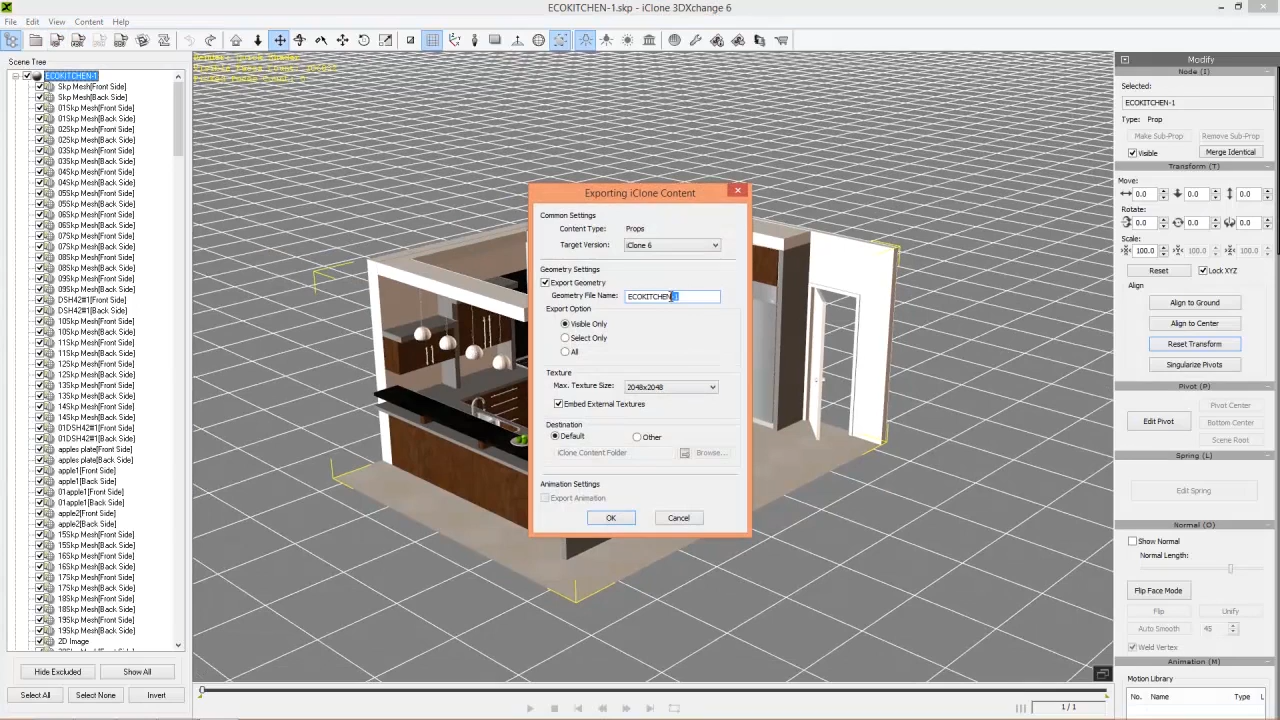 ECOKITCHEN-1.skp - iClone 3DXchange 6
File Edit View Content Help
Scene Tree
ECOKITCHEN-1
Skp Mesh[Front Side]
Skp Mesh[Back Side]
01Skp Mesh[Front Side]
01Skp Mesh[Back Side]
02Skp Mesh[Front Side]
02Skp Mesh[Back Side]
03Skp Mesh[Front Side]
03Skp Mesh[Back Side]
04Skp Mesh[Front Side]
04Skp Mesh[Back Side]
05Skp Mesh[Front Side]
05Skp Mesh[Back Side]
06Skp Mesh[Front Side]
06Skp Mesh[Back Side]
07Skp Mesh[Front Side]
07Skp Mesh[Back Side]
08Skp Mesh[Front Side]
08Skp Mesh[Back Side]
09Skp Mesh[Front Side]
09Skp Mesh[Back Side]
DSH42#1[Front Side]
DSH42#1[Back Side]
10Skp Mesh[Front Side]
10Skp Mesh[Back Side]
11Skp Mesh[Front Side]
11Skp Mesh[Back Side]
12Skp Mesh[Front Side]
12Skp Mesh[Back Side]
13Skp Mesh[Front Side]
13Skp Mesh[Back Side]
14Skp Mesh[Front Side]
14Skp Mesh[Back Side]
01DSH42#1[Front Side]
01DSH42#1[Back Side]
apples plate[Front Side]
apples plate[Back Side]
apple1[Front Side]
apple1[Back Side]
01apple1[Front Side]
01apple1[Back Side]
apple2[Front Side]
apple2[Back Side]
15Skp Mesh[Front Side]
15Skp Mesh[Back Side]
16Skp Mesh[Front Side]
16Skp Mesh[Back Side]
17Skp Mesh[Front Side]
17Skp Mesh[Back Side]
18Skp Mesh[Front Side]
18Skp Mesh[Back Side]
19Skp Mesh[Front Side]
19Skp Mesh[Back Side]
2D Image
Hide Excluded Show All
Select All Select None Invert
Exporting iClone Content
Common Settings
Content Type: Props
Target Version: iClone 6
Geometry Settings
Export Geometry
Geometry File Name: ECOKITCHEN-1
Export Option
Visible Only
Select Only
All
Texture
Max. Texture Size: 2048x2048
Embed External Textures
Destination
Default Other
iClone Content Folder Browse...
Animation Settings
Export Animation
OK Cancel
1 / 1
Modify
Node (I)
Selected:
ECOKITCHEN-1
Type: Prop
Make Sub-Prop Remove Sub-Prop
Visible Merge Identical
Transform (T)
Move:
0.0 0.0 0.0
Rotate:
0.0 0.0 0.0
Scale:
100.0 100.0 100.0
Reset Lock XYZ
Align
Align to Ground
Align to Center
Reset Transform
Singularize Pivots
Pivot (P)
Edit Pivot
Pivot Center
Bottom Center
Scene Root
Spring (L)
Edit Spring
Normal (O)
Show Normal
Normal Length:
Flip Face Mode
Flip Unify
Auto Smooth 45
Weld Vertex
Animation (M)
Motion Library
No. Name Type L